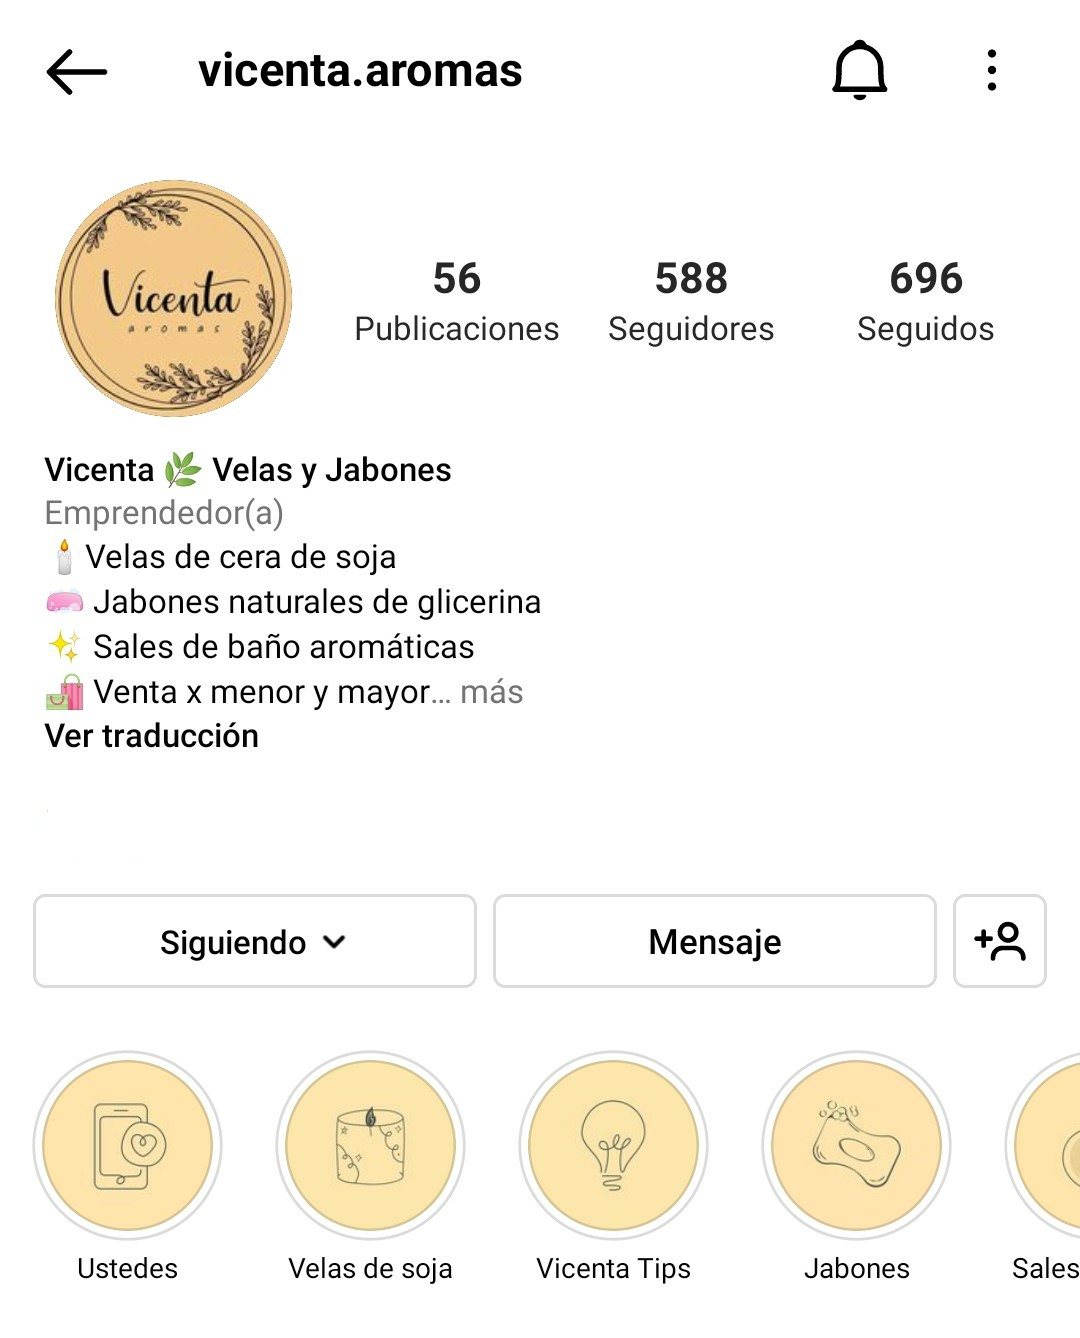 vicenta.aromas
Vicenta
aromas
56
Publicaciones
588
Seguidores
696
Seguidos
Vicenta 🌿 Velas y Jabones
Emprendedor(a)
🕯️ Velas de cera de soja
🧼 Jabones naturales de glicerina
✨ Sales de baño aromáticas
🛍️ Venta x menor y mayor… más
Ver traducción
Siguiendo
Mensaje
Ustedes
Velas de soja
Vicenta Tips
Jabones
Sales